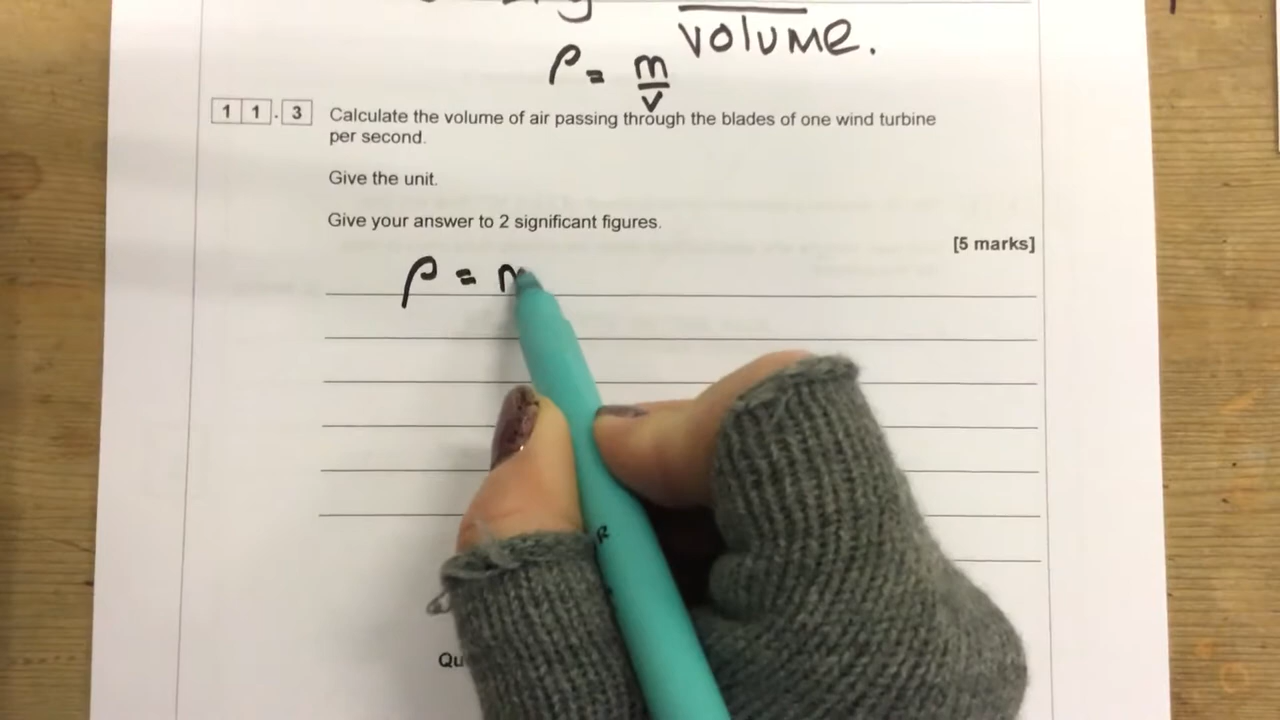 volume.
ρ = m
v
11.3 Calculate the volume of air passing through the blades of one wind turbine
per second.
Give the unit.
Give your answer to 2 significant figures.
[5 marks]
ρ = m